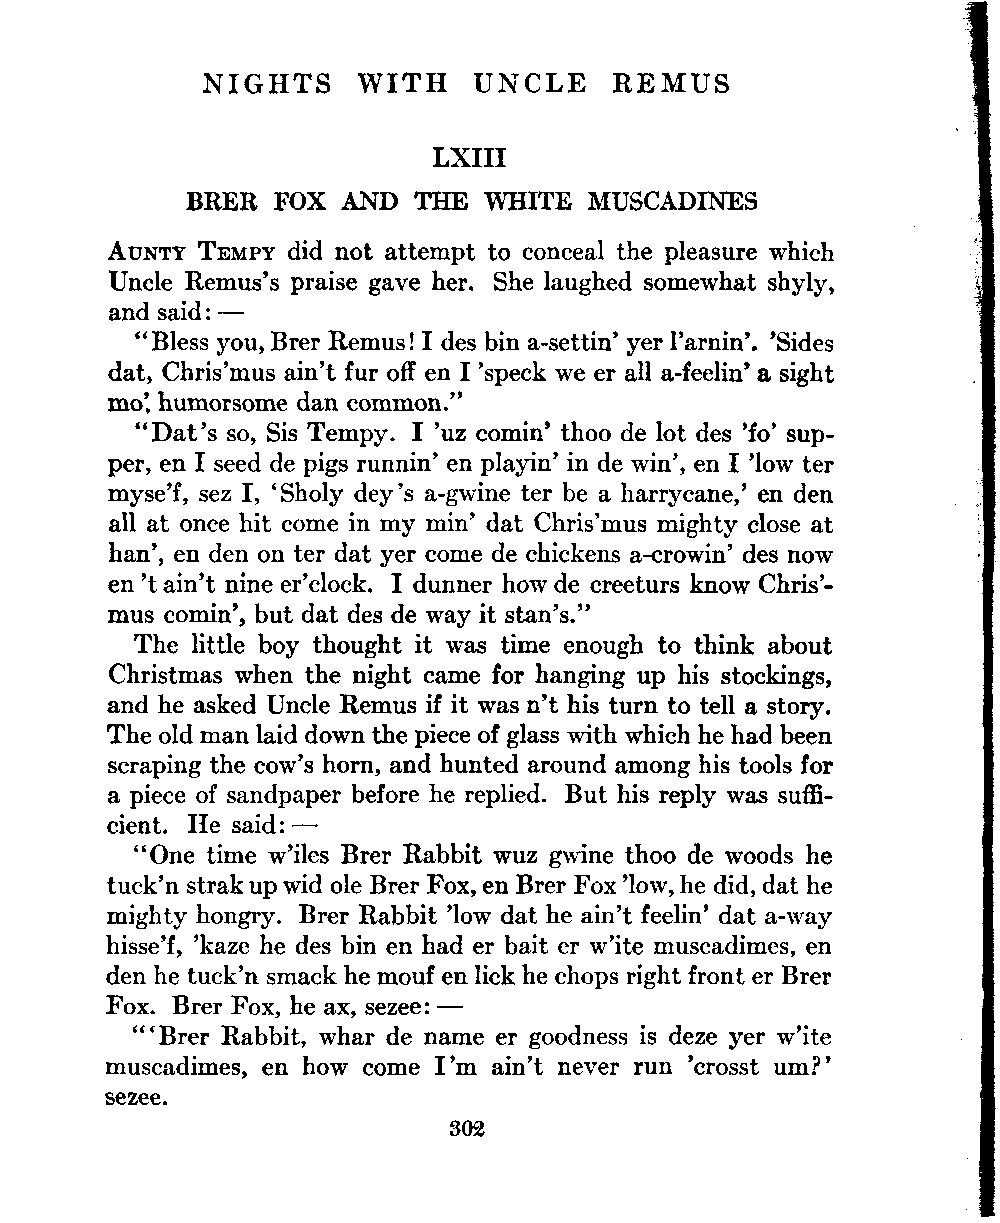 NIGHTS WITH UNCLE REMUS
LXIII
BRER FOX AND THE WHITE MUSCADINES
AUNTY TEMPY did not attempt to conceal the pleasure which
Uncle Remus's praise gave her. She laughed somewhat shyly,
and said: —
"Bless you, Brer Remus! I des bin a-settin' yer l'arnin'. 'Sides
dat, Chris'mus ain't fur off en I 'speck we er all a-feelin' a sight
mo' humorsome dan common."
"Dat's so, Sis Tempy. I 'uz comin' thoo de lot des 'fo' sup-
per, en I seed de pigs runnin' en playin' in de win', en I 'low ter
myse'f, sez I, 'Sholy dey's a-gwine ter be a harrycane,' en den
all at once hit come in my min' dat Chris'mus mighty close at
han', en den on ter dat yer come de chickens a-crowin' des now
en 't ain't nine er'clock. I dunner how de creeturs know Chris'-
mus comin', but dat des de way it stan's."
The little boy thought it was time enough to think about
Christmas when the night came for hanging up his stockings,
and he asked Uncle Remus if it was n't his turn to tell a story.
The old man laid down the piece of glass with which he had been
scraping the cow's horn, and hunted around among his tools for
a piece of sandpaper before he replied. But his reply was suffi-
cient. He said: —
"One time w'iles Brer Rabbit wuz gwine thoo de woods he
tuck'n strak up wid ole Brer Fox, en Brer Fox 'low, he did, dat he
mighty hongry. Brer Rabbit 'low dat he ain't feelin' dat a-way
hisse'f, 'kaze he des bin en had er bait er w'ite muscadimes, en
den he tuck'n smack he mouf en lick he chops right front er Brer
Fox. Brer Fox, he ax, sezee: —
"'Brer Rabbit, whar de name er goodness is deze yer w'ite
muscadimes, en how come I'm ain't never run 'crosst um?'
sezee.
302